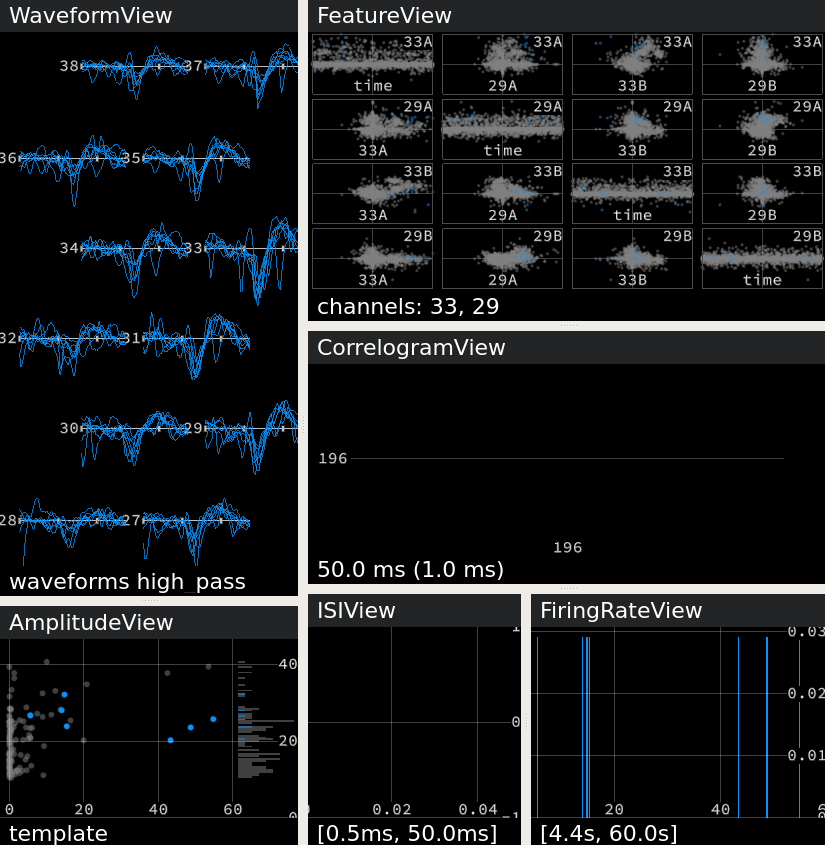 WaveformView
38 37
36 35
34 33
32 31
30 29
28 27
waveforms high_pass
FeatureView
33A 33A 33A 33A
time 29A 33B 29B
29A 29A 29A 29A
33A time 33B 29B
33B 33B 33B 33B
33A 29A time 29B
29B 29B 29B 29B
33A 29A 33B time
channels: 33, 29
CorrelogramView
196
196
50.0 ms (1.0 ms)
AmplitudeView
40
20
0
0 20 40 60
template
ISIView
1
0
−1
0.02 0.04
[0.5ms, 50.0ms]
FiringRateView
0.03
0.02
0.01
20 40 6
[4.4s, 60.0s]